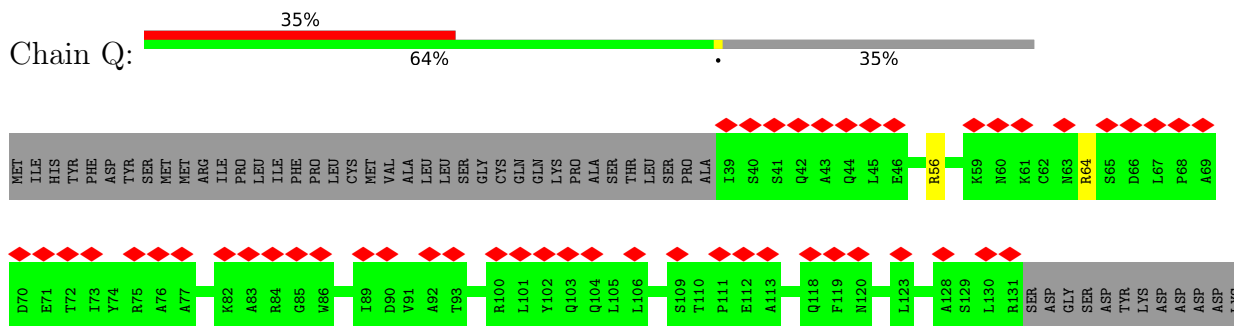 35%
Chain Q:
64% • 35%
MET ILE HIS TYR PHE ASP TYR SER MET MET ARG ILE PRO LEU ILE PHE PRO LEU CYS MET VAL ALA LEU LEU SER GLY CYS GLN GLN LYS PRO ALA SER THR LEU SER PRO ALA I39 S40 S41 Q42 A43 Q44 L45 E46 R56 K59 N60 K61 C62 N63 R64 S65 D66 L67 P68 A69
D70 E71 T72 I73 Y74 R75 A76 A77 K82 A83 R84 G85 W86 I89 D90 V91 A92 T93 R100 L101 Y102 Q103 Q104 L105 L106 S109 T110 P111 E112 A113 Q118 F119 N120 L123 A128 S129 L130 R131 SER ASP GLY SER ASP TYR LYS ASP ASP ASP ASP